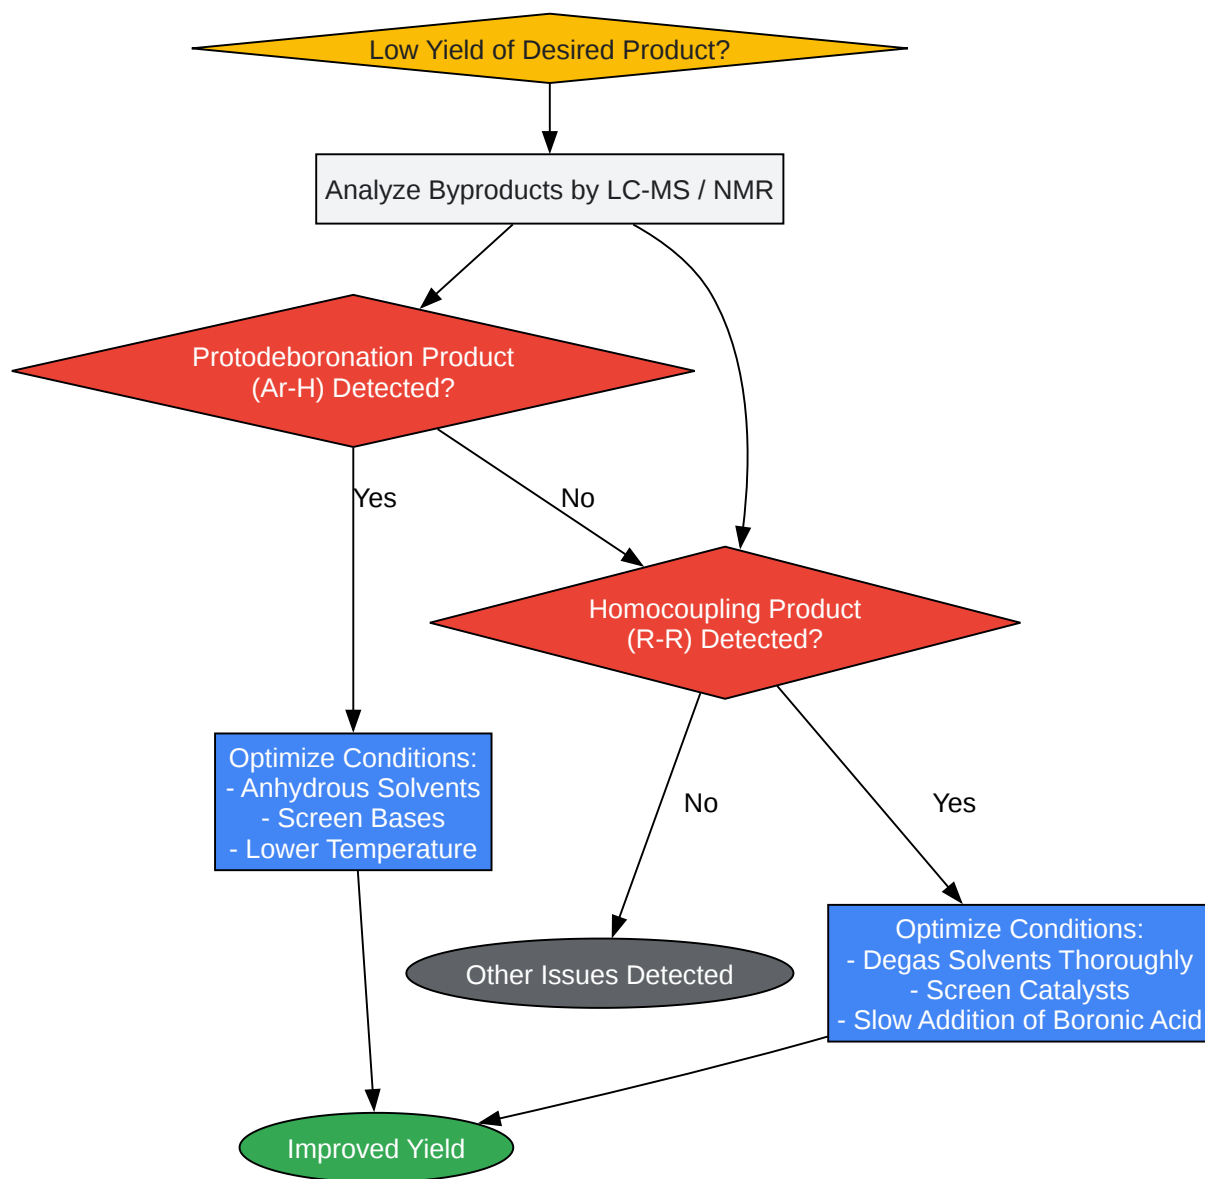 Low Yield of Desired Product?
Analyze Byproducts by LC-MS / NMR
Protodeboronation Product
(Ar-H) Detected?
Yes
No
Homocoupling Product
(R-R) Detected?
Optimize Conditions:
- Anhydrous Solvents
- Screen Bases
- Lower Temperature
No
Yes
Optimize Conditions:
- Degas Solvents Thoroughly
- Screen Catalysts
- Slow Addition of Boronic Acid
Other Issues Detected
Improved Yield